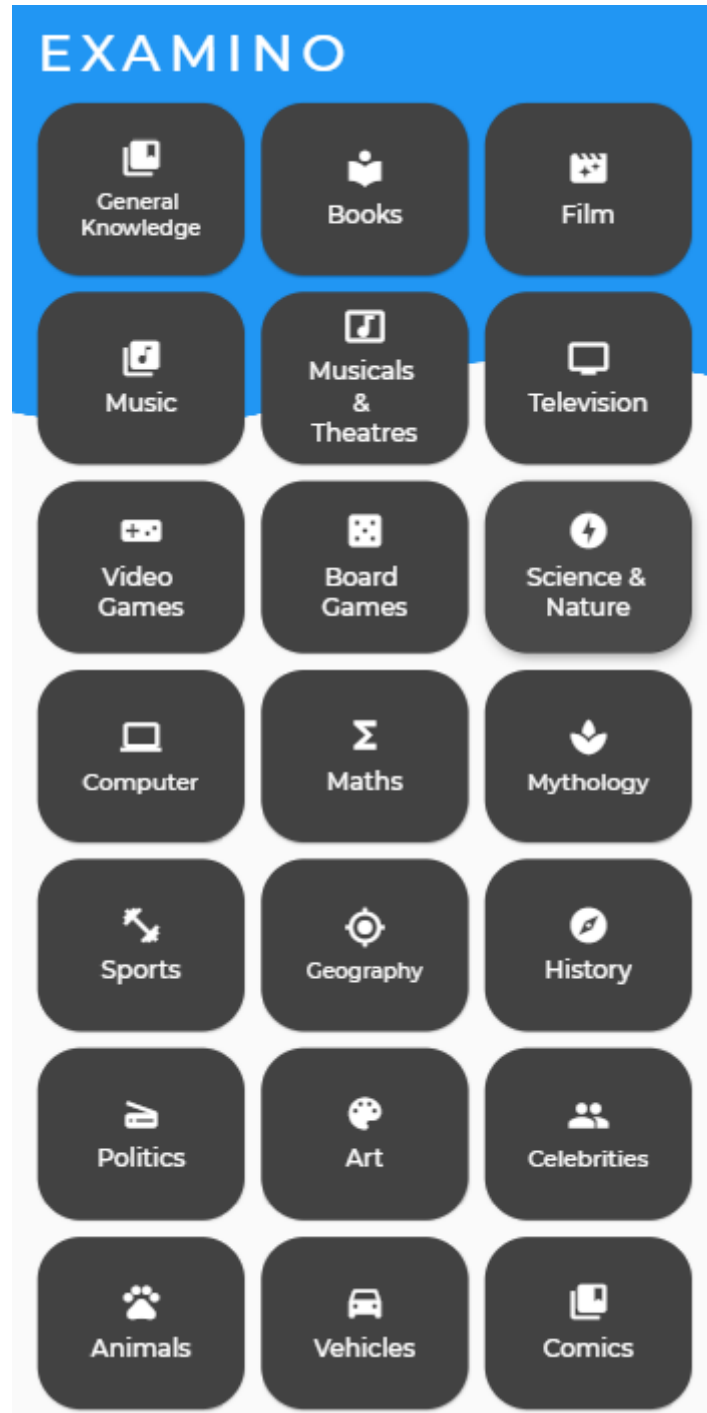 EXAMINO
General
Knowledge
Books
Film
Music
Musicals
&
Theatres
Television
Video
Games
Board
Games
Science &
Nature
Computer
Maths
Mythology
Sports
Geography
History
Politics
Art
Celebrities
Animals
Vehicles
Comics